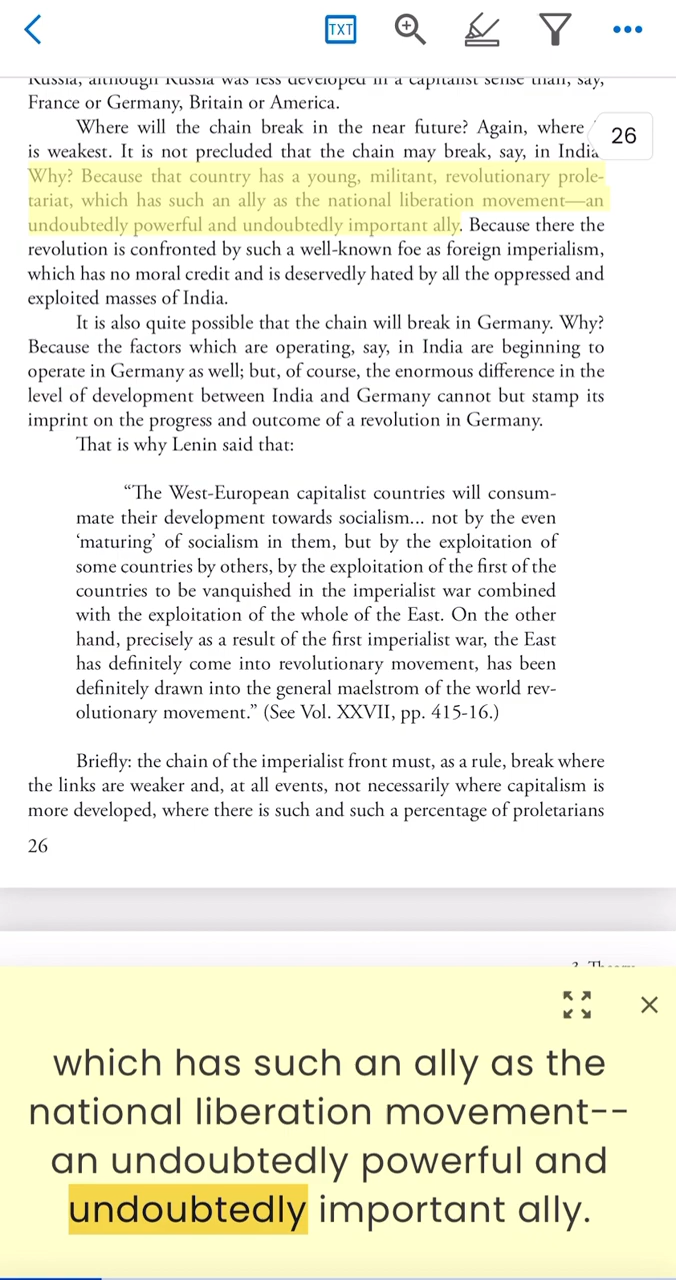 TXT
Russia, although Russia was less developed in a capitalist sense than, say,
France or Germany, Britain or America.
Where will the chain break in the near future? Again, where
26
is weakest. It is not precluded that the chain may break, say, in India
Why? Because that country has a young, militant, revolutionary prole-
tariat, which has such an ally as the national liberation movement—an
undoubtedly powerful and undoubtedly important ally. Because there the
revolution is confronted by such a well-known foe as foreign imperialism,
which has no moral credit and is deservedly hated by all the oppressed and
exploited masses of India.
It is also quite possible that the chain will break in Germany. Why?
Because the factors which are operating, say, in India are beginning to
operate in Germany as well; but, of course, the enormous difference in the
level of development between India and Germany cannot but stamp its
imprint on the progress and outcome of a revolution in Germany.
That is why Lenin said that:
“The West-European capitalist countries will consum-
mate their development towards socialism... not by the even
‘maturing’ of socialism in them, but by the exploitation of
some countries by others, by the exploitation of the first of the
countries to be vanquished in the imperialist war combined
with the exploitation of the whole of the East. On the other
hand, precisely as a result of the first imperialist war, the East
has definitely come into revolutionary movement, has been
definitely drawn into the general maelstrom of the world rev-
olutionary movement.” (See Vol. XXVII, pp. 415-16.)
Briefly: the chain of the imperialist front must, as a rule, break where
the links are weaker and, at all events, not necessarily where capitalism is
more developed, where there is such and such a percentage of proletarians
26
which has such an ally as the
national liberation movement--
an undoubtedly powerful and
undoubtedly important ally.